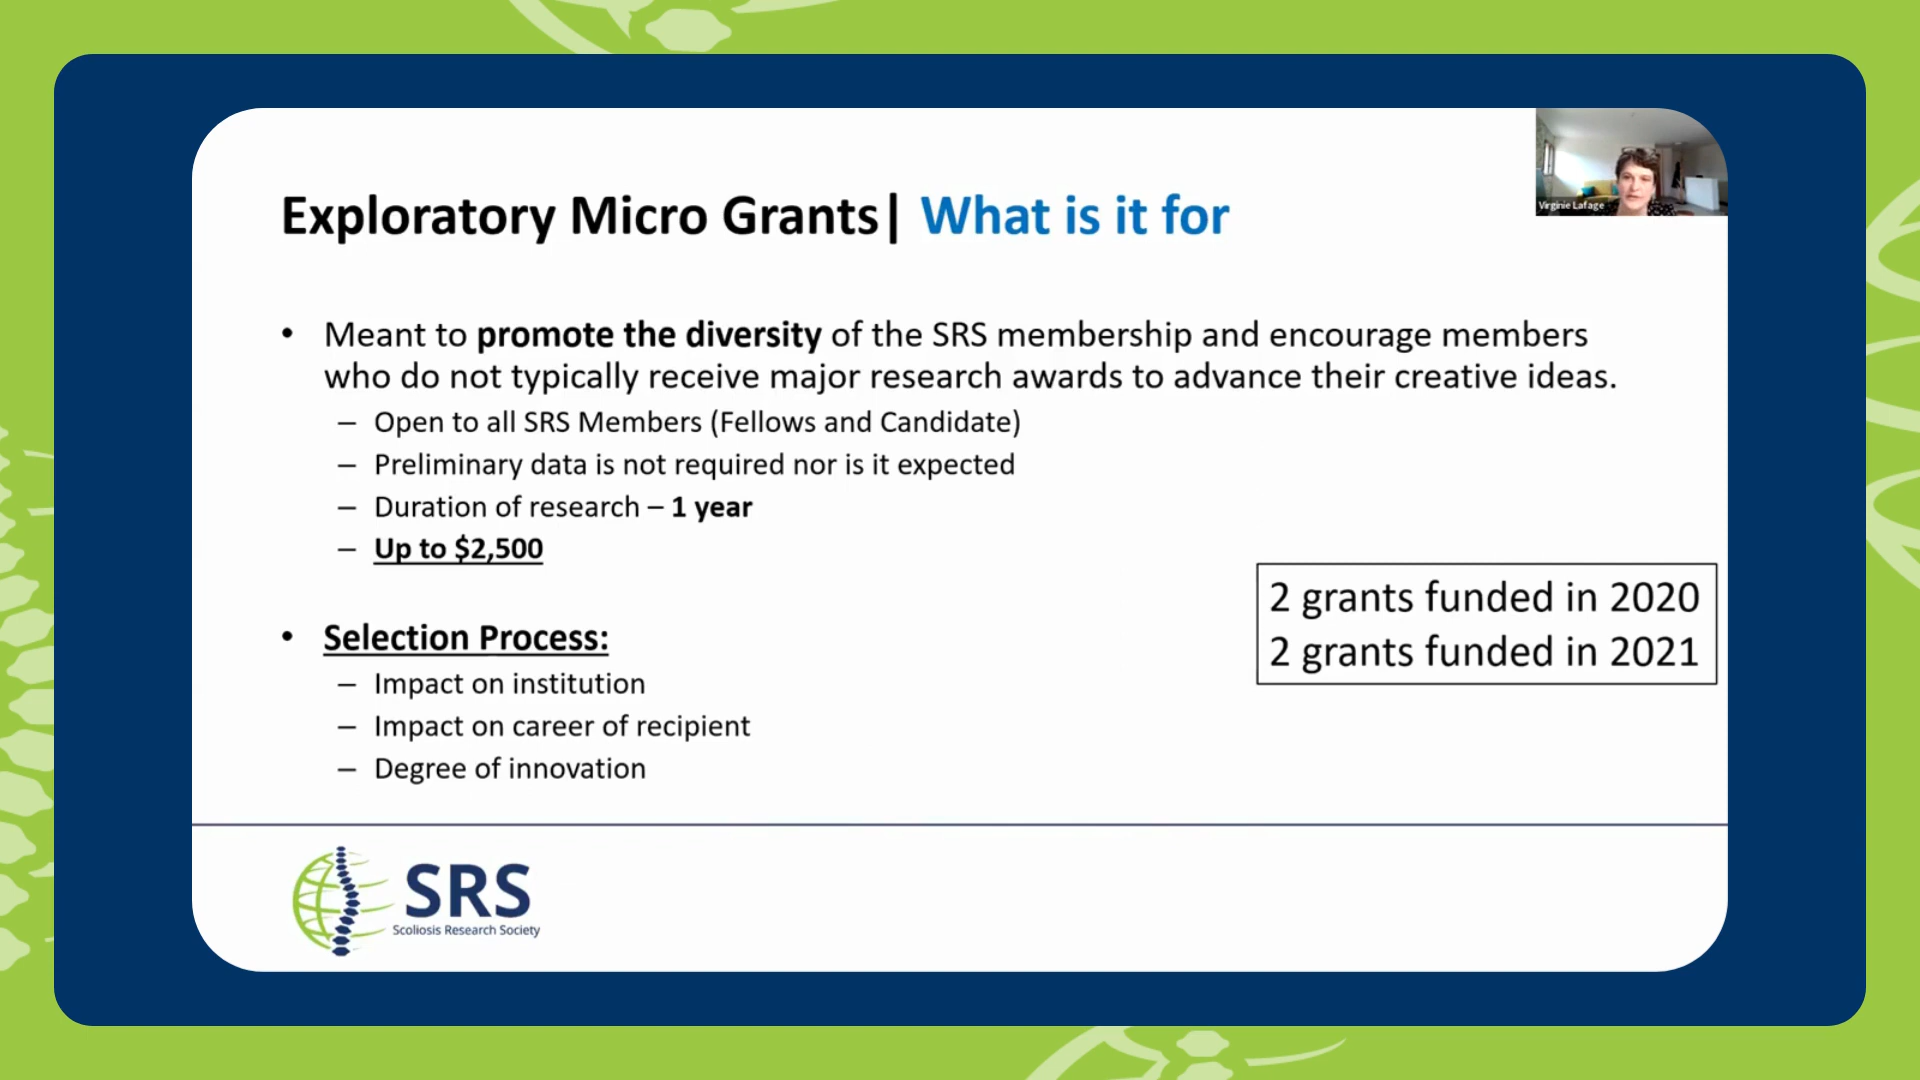 Exploratory Micro Grants| What is it for
Virginie Lafage
• Meant to promote the diversity of the SRS membership and encourage members
who do not typically receive major research awards to advance their creative ideas.
– Open to all SRS Members (Fellows and Candidate)
– Preliminary data is not required nor is it expected
– Duration of research – 1 year
– Up to $2,500
2 grants funded in 2020
2 grants funded in 2021
• Selection Process:
– Impact on institution
– Impact on career of recipient
– Degree of innovation
SRS
Scoliosis Research Society